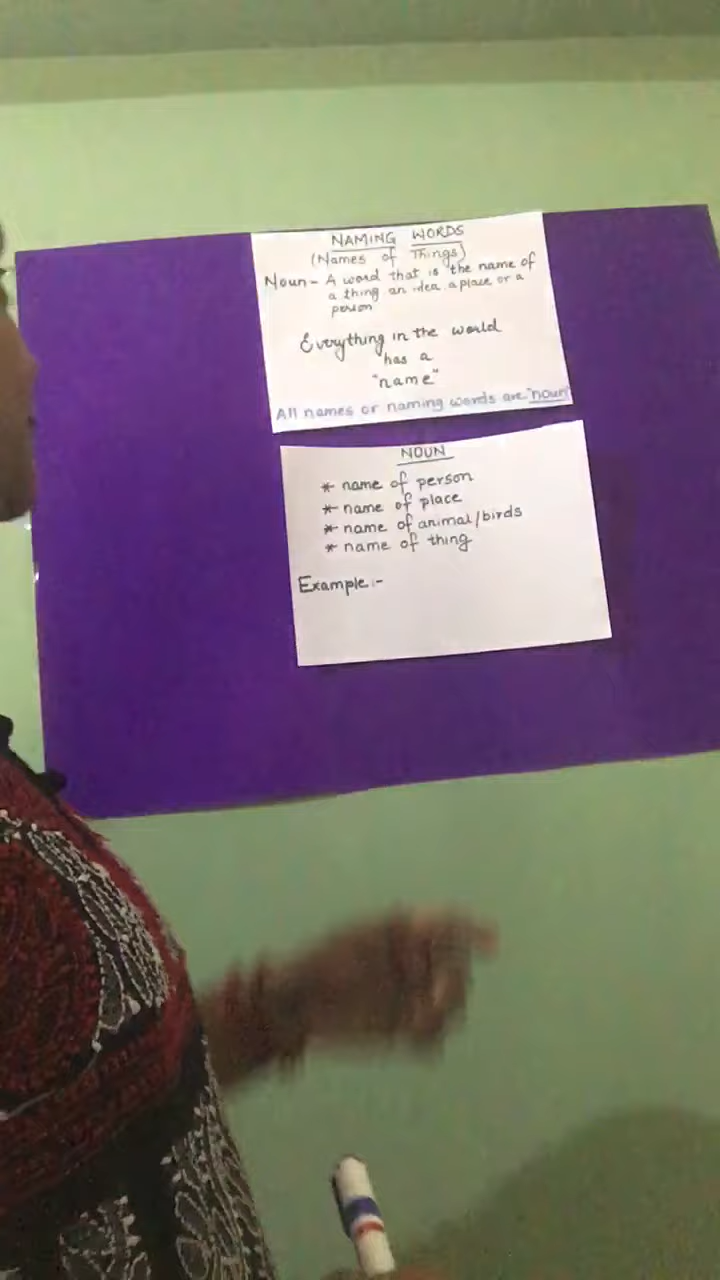 NAMING WORDS
(Names of Things)
Noun - A word that is the name of
a thing an idea, a place or a
person
Everything in the world
has a
"name"
All names or naming words are "noun"
NOUN
* name of person
* name of place
* name of animal/birds
* name of thing
Example:-